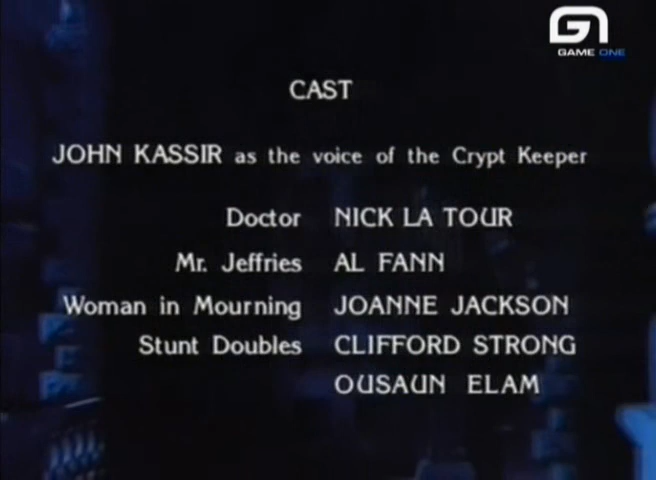 GAME ONE
CAST
JOHN KASSIR as the voice of the Crypt Keeper
Doctor NICK LA TOUR
Mr. Jeffries AL FANN
Woman in Mourning JOANNE JACKSON
Stunt Doubles CLIFFORD STRONG
OUSAUN ELAM